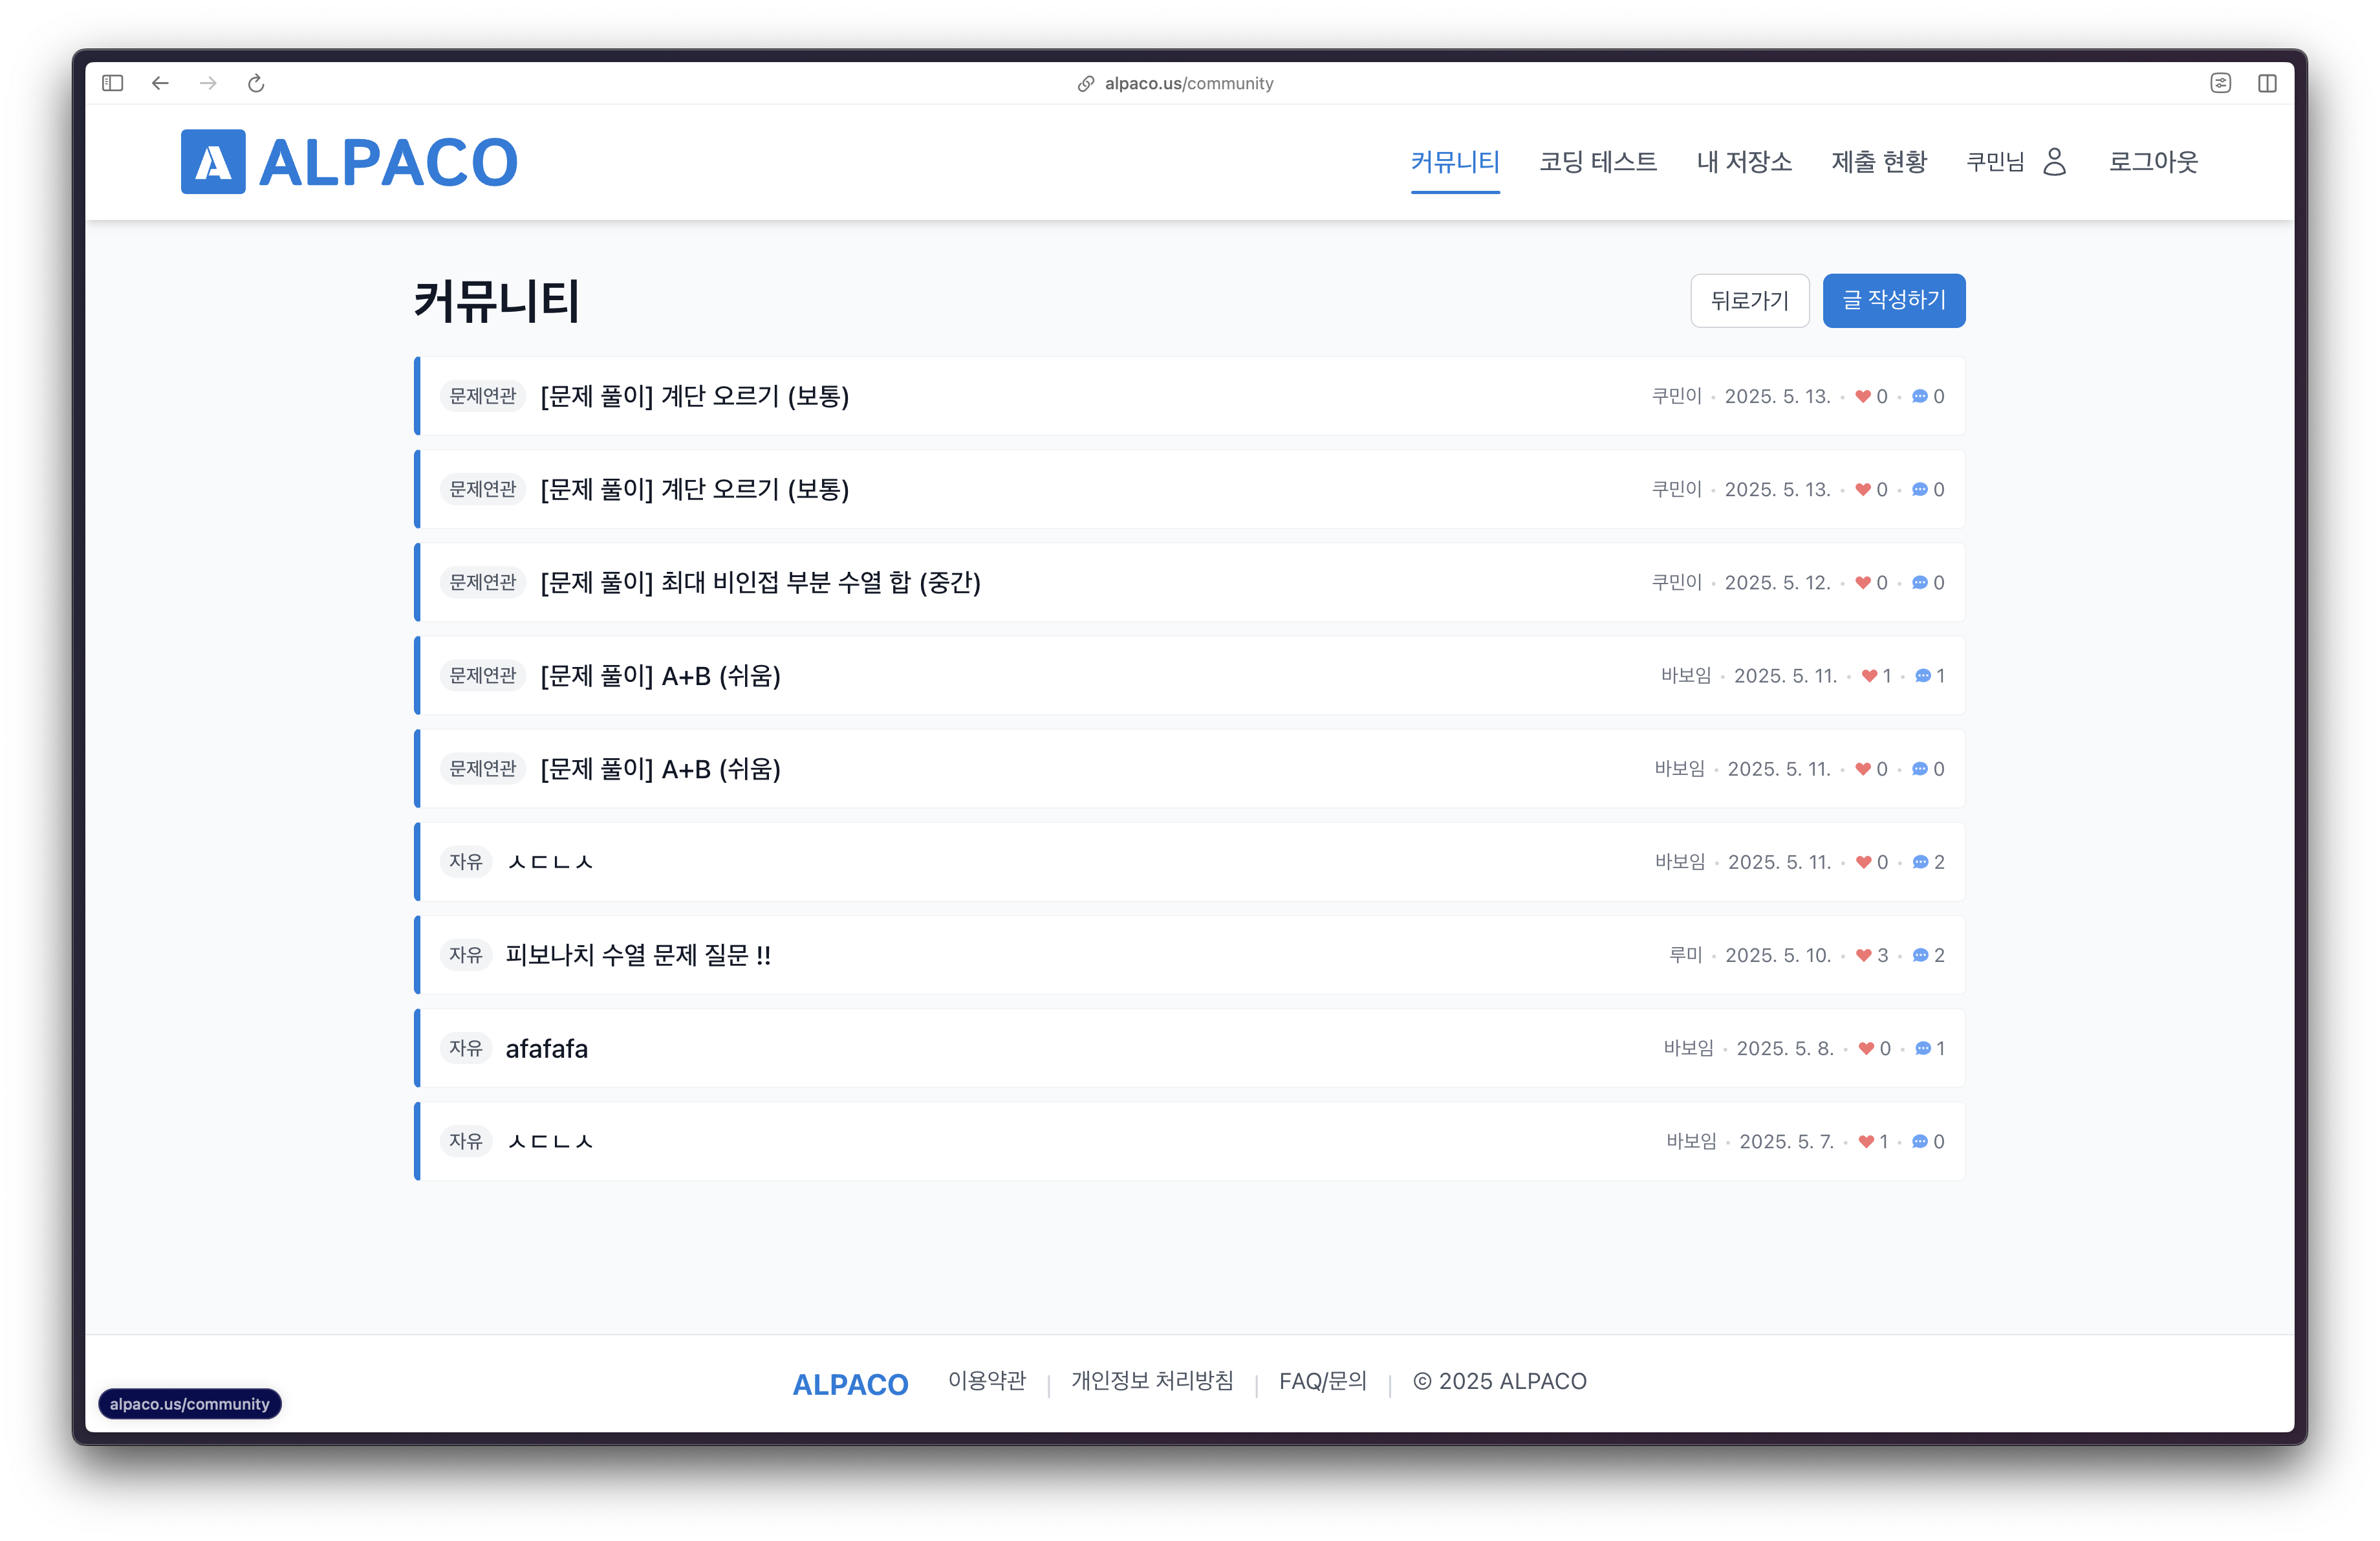 alpaco.us/community
A ALPACO
커뮤니티 코딩 테스트 내 저장소 제출 현황 쿠민님 로그아웃
커뮤니티 뒤로가기 글 작성하기
문제연관 [문제 풀이] 계단 오르기 (보통) 쿠민이 • 2025. 5. 13. • 0 • 0
문제연관 [문제 풀이] 계단 오르기 (보통) 쿠민이 • 2025. 5. 13. • 0 • 0
문제연관 [문제 풀이] 최대 비인접 부분 수열 합 (중간) 쿠민이 • 2025. 5. 12. • 0 • 0
문제연관 [문제 풀이] A+B (쉬움) 바보임 • 2025. 5. 11. • 1 • 1
문제연관 [문제 풀이] A+B (쉬움) 바보임 • 2025. 5. 11. • 0 • 0
자유 ㅅㄷㄴㅅ 바보임 • 2025. 5. 11. • 0 • 2
자유 피보나치 수열 문제 질문 !! 루미 • 2025. 5. 10. • 3 • 2
자유 afafafa 바보임 • 2025. 5. 8. • 0 • 1
자유 ㅅㄷㄴㅅ 바보임 • 2025. 5. 7. • 1 • 0
ALPACO 이용약관 | 개인정보 처리방침 | FAQ/문의 | © 2025 ALPACO
alpaco.us/community